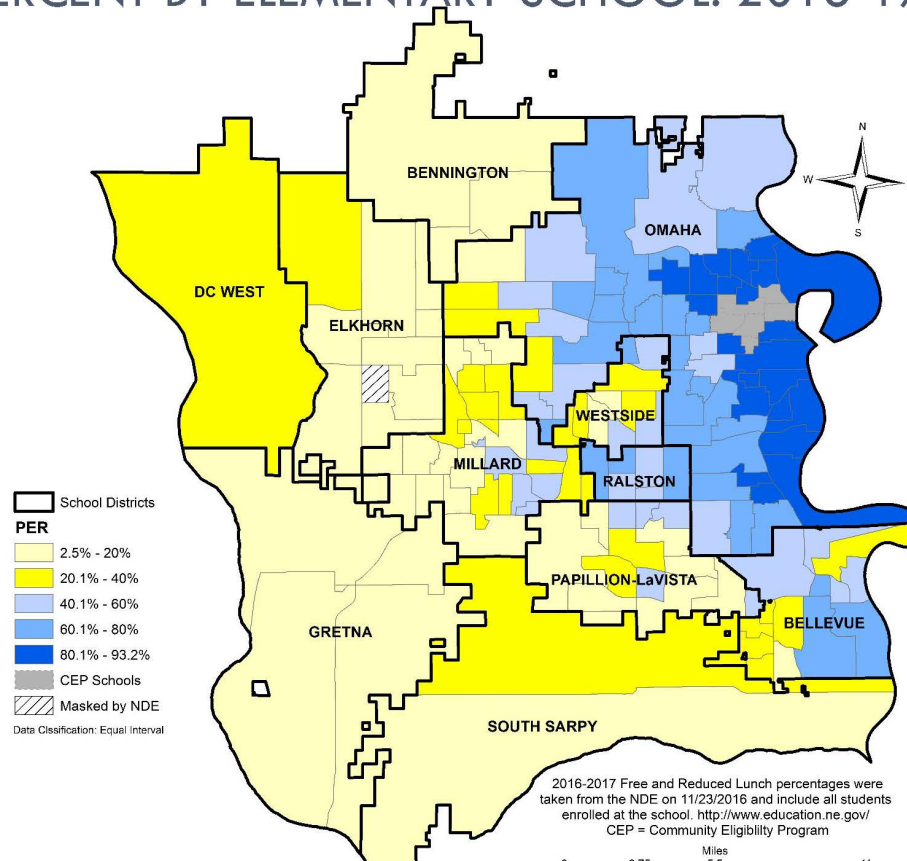 PERCENT BY ELEMENTARY SCHOOL:
N
W
S
BENNINGTON
OMAHA
DC WEST
ELKHORN
WESTSIDE
MILLARD
RALSTON
PAPILLION-LaVISTA
BELLEVUE
GRETNA
SOUTH SARPY
School Districts
PER
2.5% - 20%
20.1% - 40%
40.1% - 60%
60.1% - 80%
80.1% - 93.2%
CEP Schools
Masked by NDE
Data Clssification: Equal Interval
2016-2017 Free and Reduced Lunch percentages were
taken from the NDE on 11/23/2016 and include all students
enrolled at the school. http://www.education.ne.gov/
CEP = Community Eligiblity Program
Miles